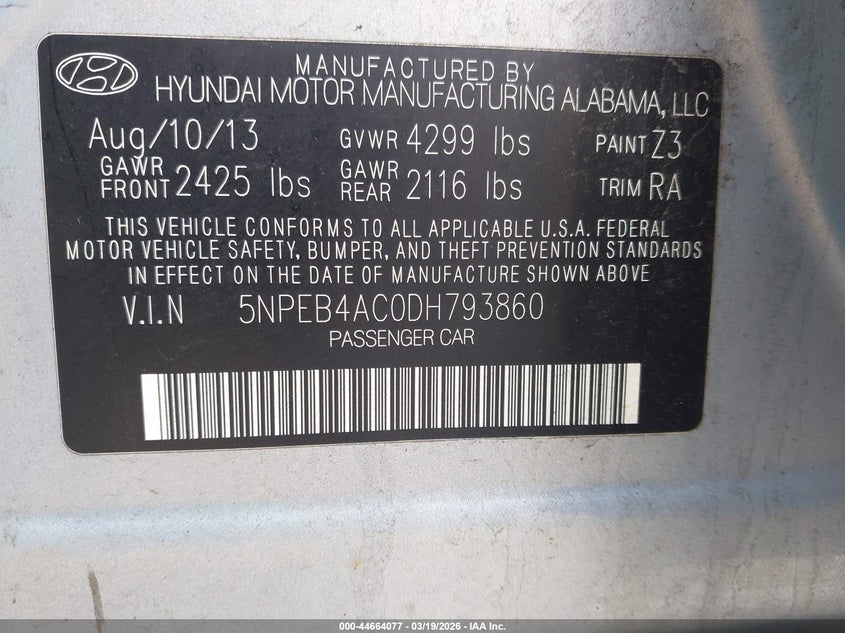 MANUFACTURED BY
HYUNDAI MOTOR MANUFACTURING ALABAMA, LLC
Aug/10/13 GVWR 4299 lbs PAINT Z3
GAWR FRONT 2425 lbs GAWR REAR 2116 lbs TRIM RA
THIS VEHICLE CONFORMS TO ALL APPLICABLE U.S.A. FEDERAL
MOTOR VEHICLE SAFETY, BUMPER, AND THEFT PREVENTION STANDARDS
IN EFFECT ON THE DATE OF MANUFACTURE SHOWN ABOVE
V.I.N 5NPEB4AC0DH793860
PASSENGER CAR
000-44664077 - 03/19/2026 - IAA Inc.